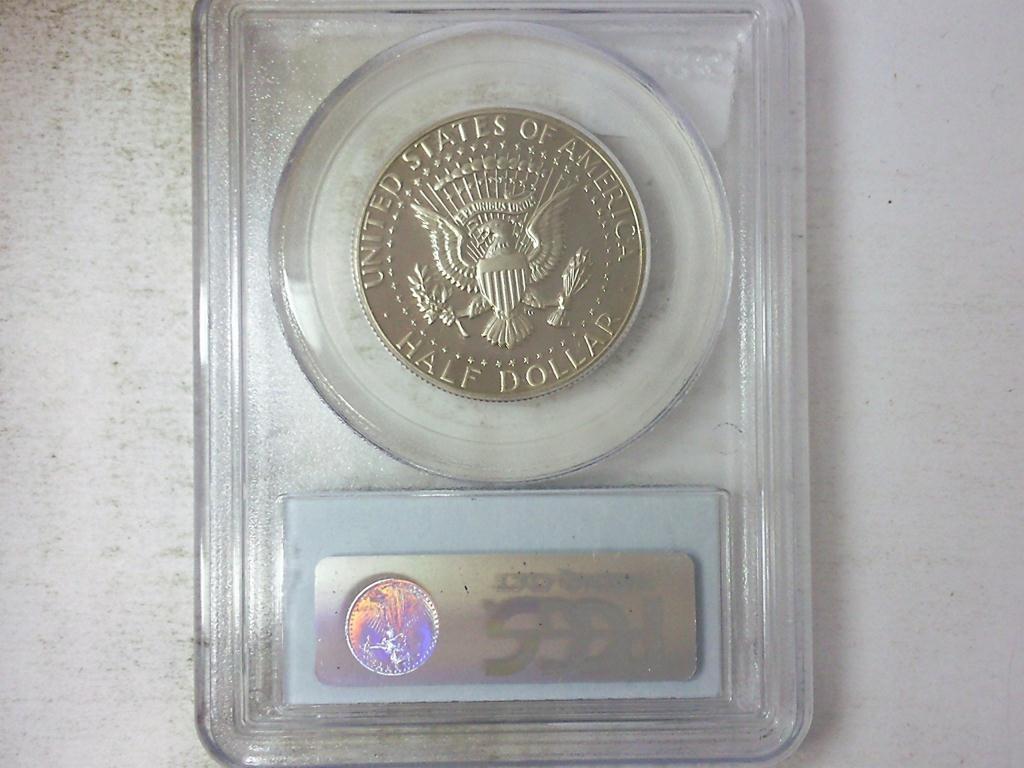 UNITED STATES OF AMERICA
E PLURIBUS UNUM
HALF DOLLAR
PCGS